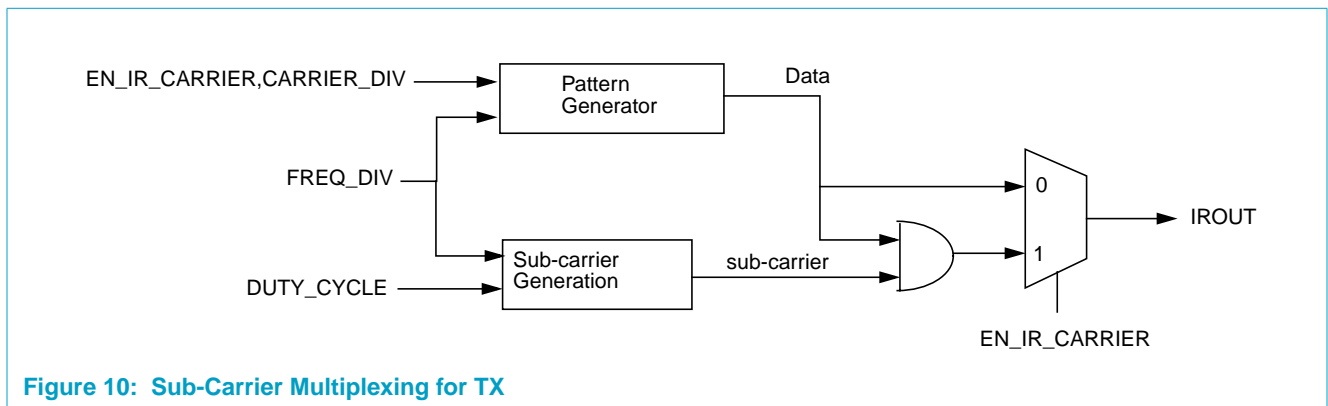 EN_IR_CARRIER,CARRIER_DIV
Pattern
Generator
Data
FREQ_DIV
0
IROUT
Sub-carrier
Generation
sub-carrier
1
DUTY_CYCLE
EN_IR_CARRIER
Figure 10: Sub-Carrier Multiplexing for TX